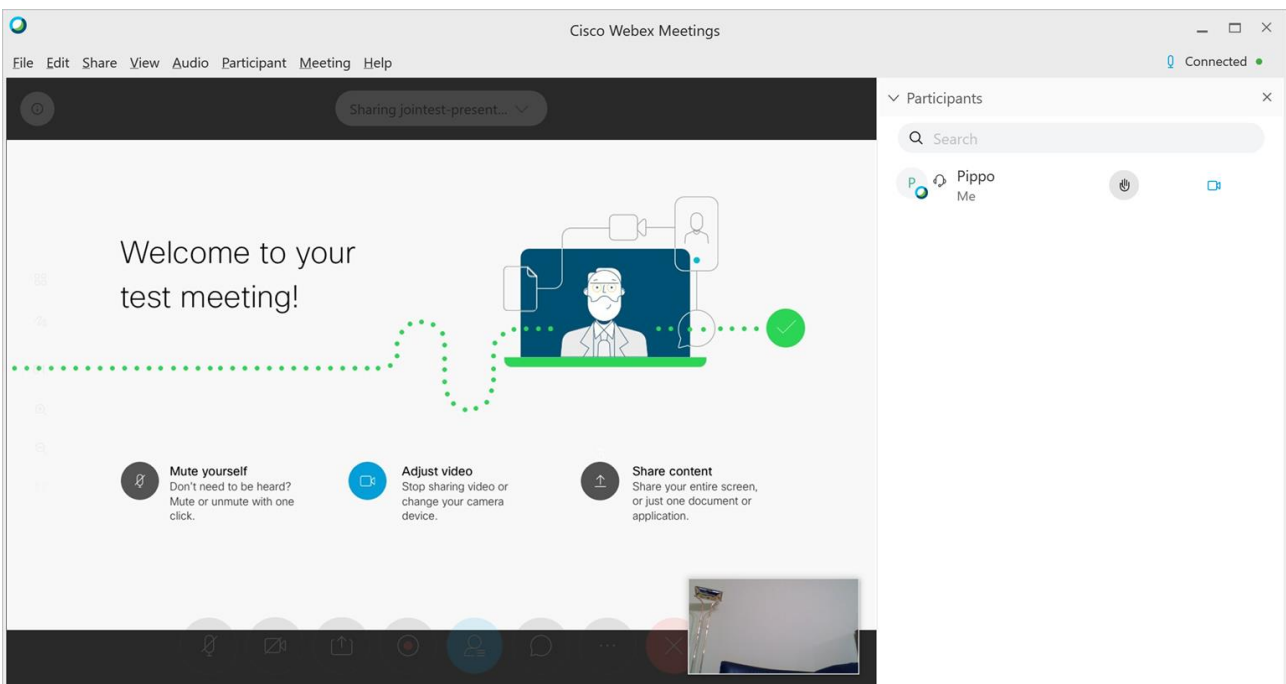 Cisco Webex Meetings
File Edit Share View Audio Participant Meeting Help
Connected
Sharing jointest-present...
Participants
Search
P
Pippo
Me
Welcome to your
test meeting!
Mute yourself
Don't need to be heard?
Mute or unmute with one
click.
Adjust video
Stop sharing video or
change your camera
device.
Share content
Share your entire screen,
or just one document or
application.